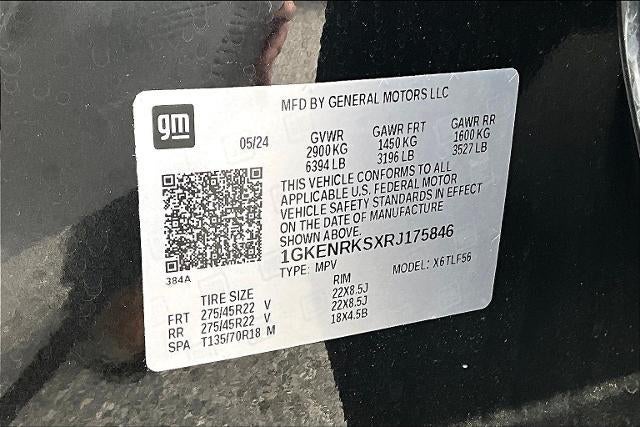 gm
MFD BY GENERAL MOTORS LLC
05/24 GVWR GAWR FRT GAWR RR
2900 KG 1450 KG 1600 KG
6394 LB 3196 LB 3527 LB
THIS VEHICLE CONFORMS TO ALL
APPLICABLE U.S. FEDERAL MOTOR
VEHICLE SAFETY STANDARDS IN EFFECT
ON THE DATE OF MANUFACTURE
SHOWN ABOVE.
1GKENRKSXRJ175846
TYPE: MPV MODEL: X6TLF56
384A
TIRE SIZE RIM
FRT 275/45R22 V 22X8.5J
RR 275/45R22 V 22X8.5J
SPA T135/70R18 M 18X4.5B